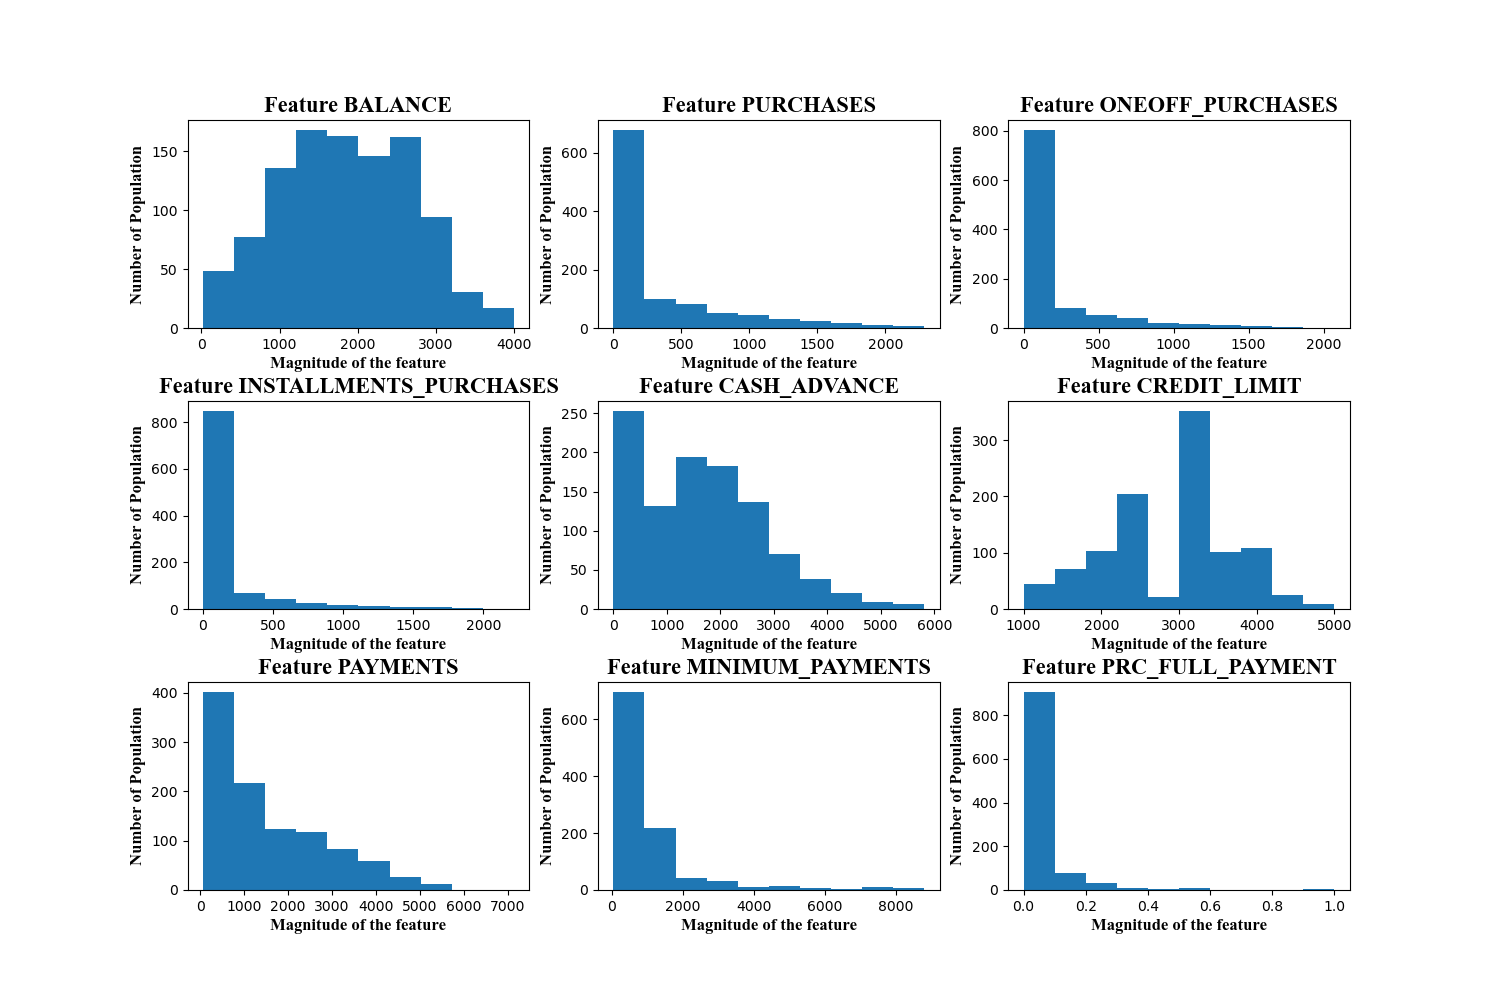 Feature BALANCE
Number of Population
150
100
50
0
0 1000 2000 3000 4000
Magnitude of the feature
Feature PURCHASES
Number of Population
600
400
200
0
0 500 1000 1500 2000
Magnitude of the feature
Feature ONEOFF_PURCHASES
Number of Population
800
600
400
200
0
0 500 1000 1500 2000
Magnitude of the feature
Feature INSTALLMENTS_PURCHASES
Number of Population
800
600
400
200
0
0 500 1000 1500 2000
Magnitude of the feature
Feature CASH_ADVANCE
Number of Population
250
200
150
100
50
0
0 1000 2000 3000 4000 5000 6000
Magnitude of the feature
Feature CREDIT_LIMIT
Number of Population
300
200
100
0
1000 2000 3000 4000 5000
Magnitude of the feature
Feature PAYMENTS
Number of Population
400
300
200
100
0
0 1000 2000 3000 4000 5000 6000 7000
Magnitude of the feature
Feature MINIMUM_PAYMENTS
Number of Population
600
400
200
0
0 2000 4000 6000 8000
Magnitude of the feature
Feature PRC_FULL_PAYMENT
Number of Population
800
600
400
200
0
0.0 0.2 0.4 0.6 0.8 1.0
Magnitude of the feature